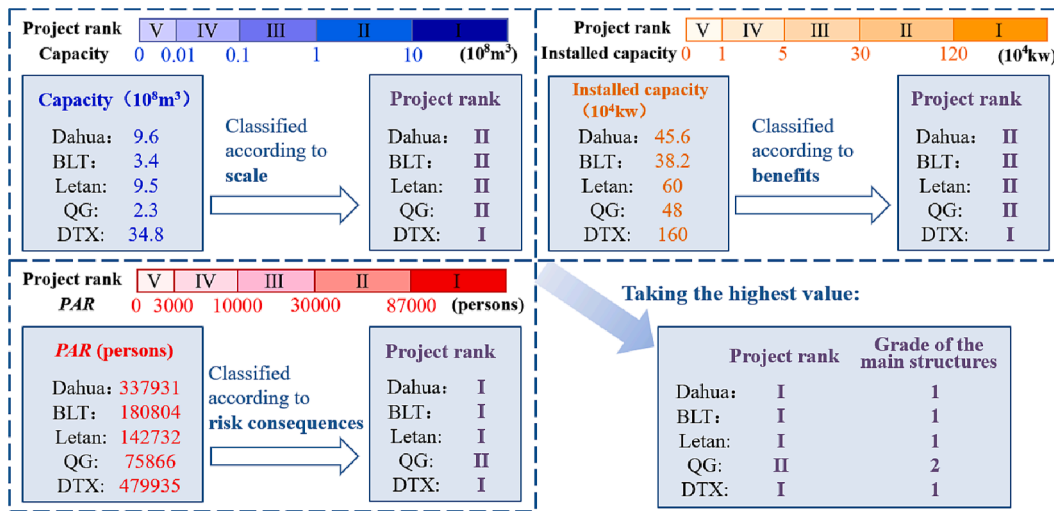 Project rank V IV III II I
Capacity 0 0.01 0.1 1 10 (10⁸m³)
Capacity（10⁸m³）
Dahua: 9.6
BLT: 3.4
Letan: 9.5
QG: 2.3
DTX: 34.8
Classified
according to
scale
Project rank
Dahua: II
BLT: II
Letan: II
QG: II
DTX: I
Project rank V IV III II I
Installed capacity 0 1 5 30 120 (10⁴kw)
Installed capacity
（10⁴kw）
Dahua: 45.6
BLT: 38.2
Letan: 60
QG: 48
DTX: 160
Classified
according to
benefits
Project rank
Dahua: II
BLT: II
Letan: II
QG: II
DTX: I
Project rank V IV III II I
PAR 0 3000 10000 30000 87000 (persons)
PAR (persons)
Dahua: 337931
BLT: 180804
Letan: 142732
QG: 75866
DTX: 479935
Classified
according to
risk consequences
Project rank
Dahua: I
BLT: I
Letan: I
QG: II
DTX: I
Taking the highest value:
Project rank Grade of the
main structures
Dahua: I 1
BLT: I 1
Letan: I 1
QG: II 2
DTX: I 1